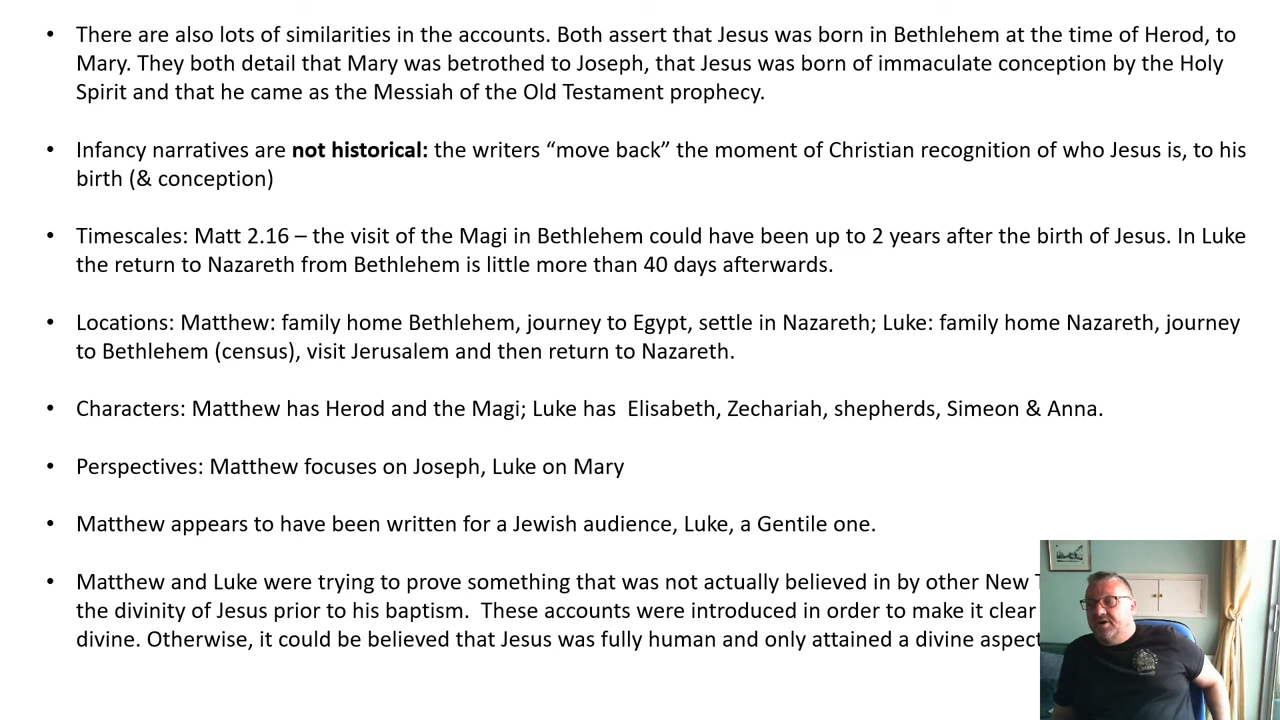 • There are also lots of similarities in the accounts. Both assert that Jesus was born in Bethlehem at the time of Herod, to
Mary. They both detail that Mary was betrothed to Joseph, that Jesus was born of immaculate conception by the Holy
Spirit and that he came as the Messiah of the Old Testament prophecy.
• Infancy narratives are not historical: the writers “move back” the moment of Christian recognition of who Jesus is, to his
birth (& conception)
• Timescales: Matt 2.16 – the visit of the Magi in Bethlehem could have been up to 2 years after the birth of Jesus. In Luke
the return to Nazareth from Bethlehem is little more than 40 days afterwards.
• Locations: Matthew: family home Bethlehem, journey to Egypt, settle in Nazareth; Luke: family home Nazareth, journey
to Bethlehem (census), visit Jerusalem and then return to Nazareth.
• Characters: Matthew has Herod and the Magi; Luke has  Elisabeth, Zechariah, shepherds, Simeon & Anna.
• Perspectives: Matthew focuses on Joseph, Luke on Mary
• Matthew appears to have been written for a Jewish audience, Luke, a Gentile one.
• Matthew and Luke were trying to prove something that was not actually believed in by other New
the divinity of Jesus prior to his baptism.  These accounts were introduced in order to make it clear
divine. Otherwise, it could be believed that Jesus was fully human and only attained a divine aspect